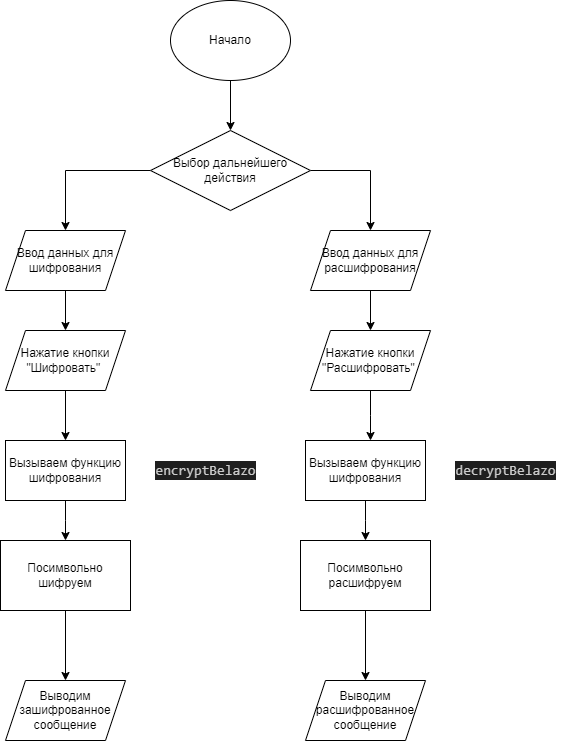 Начало
Выбор дальнейшего
действия
Ввод данных для
шифрования
Ввод данных для
расшифрования
Нажатие кнопки
"Шифровать"
Нажатие кнопки
"Расшифровать"
Вызываем функцию
шифрования
encryptBelazo
Вызываем функцию
шифрования
decryptBelazo
Посимвольно
шифруем
Посимвольно
расшифруем
Выводим
зашифрованное
сообщение
Выводим
расшифрованное
сообщение